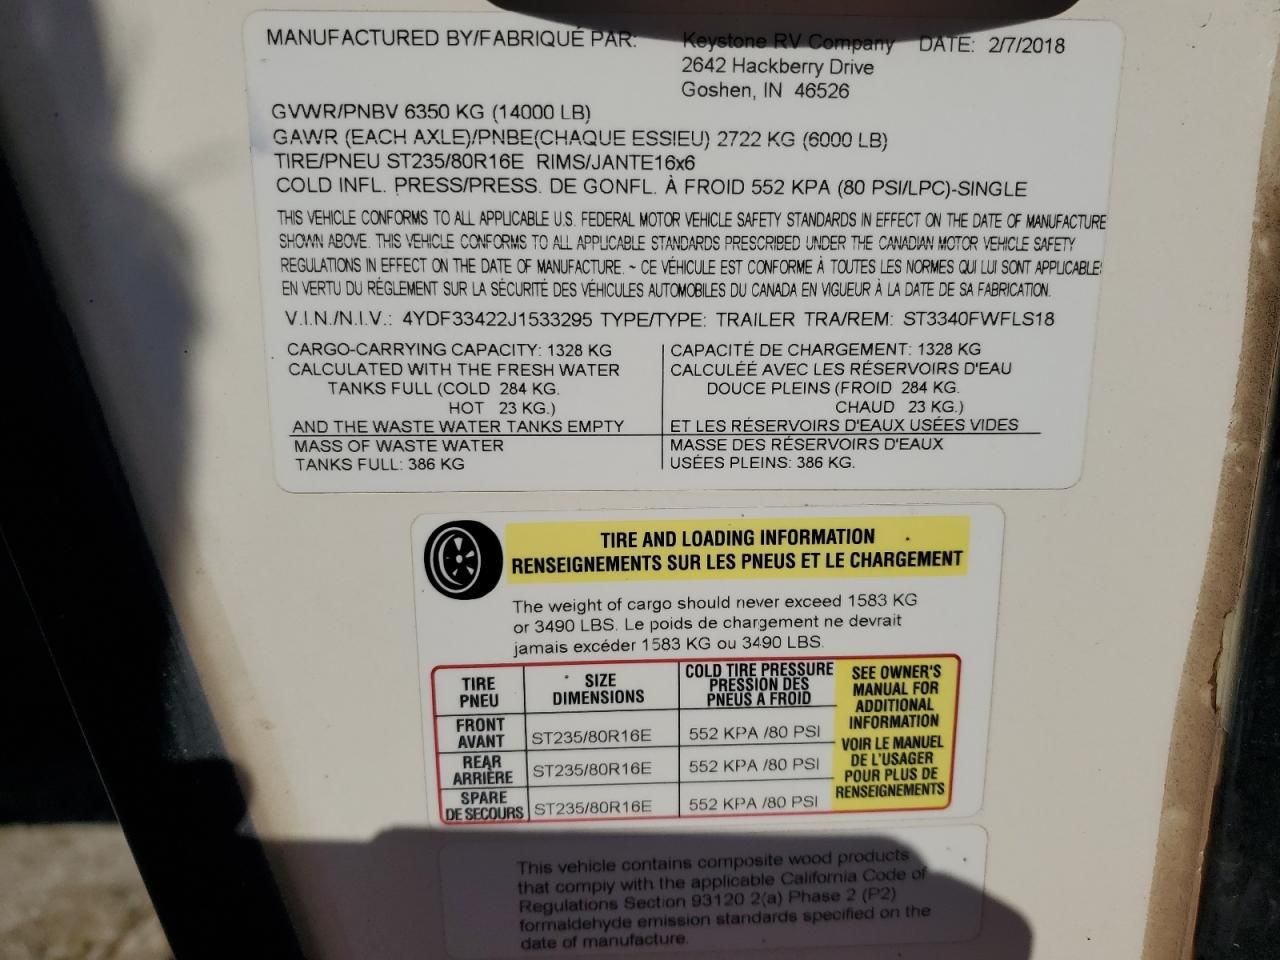 MANUFACTURED BY/FABRIQUÉ PAR: Keystone RV Company DATE: 2/7/2018
2642 Hackberry Drive
Goshen, IN 46526
GVWR/PNBV 6350 KG (14000 LB)
GAWR (EACH AXLE)/PNBE(CHAQUE ESSIEU) 2722 KG (6000 LB)
TIRE/PNEU ST235/80R16E RIMS/JANTE16x6
COLD INFL. PRESS/PRESS. DE GONFL. À FROID 552 KPA (80 PSI/LPC)-SINGLE
THIS VEHICLE CONFORMS TO ALL APPLICABLE U.S. FEDERAL MOTOR VEHICLE SAFETY STANDARDS IN EFFECT ON THE DATE OF MANUFACTURE
SHOWN ABOVE. THIS VEHICLE CONFORMS TO ALL APPLICABLE STANDARDS PRESCRIBED UNDER THE CANADIAN MOTOR VEHICLE SAFETY
REGULATIONS IN EFFECT ON THE DATE OF MANUFACTURE. ~ CE VÉHICULE EST CONFORME À TOUTES LES NORMES QUI LUI SONT APPLICABLES
EN VERTU DU RÉGLEMENT SUR LA SÉCURITÉ DES VÉHICULES AUTOMOBILES DU CANADA EN VIGUEUR À LA DATE DE SA FABRICATION.
V.I.N./N.I.V.: 4YDF33422J1533295 TYPE/TYPE: TRAILER TRA/REM: ST3340FWFLS18
CARGO-CARRYING CAPACITY: 1328 KG
CALCULATED WITH THE FRESH WATER
TANKS FULL (COLD 284 KG.
HOT 23 KG.)
AND THE WASTE WATER TANKS EMPTY
MASS OF WASTE WATER
TANKS FULL: 386 KG
CAPACITÉ DE CHARGEMENT: 1328 KG
CALCULÉE AVEC LES RÉSERVOIRS D'EAU
DOUCE PLEINS (FROID 284 KG.
CHAUD 23 KG.)
ET LES RÉSERVOIRS D'EAUX USÉES VIDES
MASSE DES RÉSERVOIRS D'EAUX
USÉES PLEINS: 386 KG.
TIRE AND LOADING INFORMATION
RENSEIGNEMENTS SUR LES PNEUS ET LE CHARGEMENT
The weight of cargo should never exceed 1583 KG
or 3490 LBS. Le poids de chargement ne devrait
jamais excéder 1583 KG ou 3490 LBS.
TIRE
PNEU
SIZE
DIMENSIONS
COLD TIRE PRESSURE
PRESSION DES
PNEUS A FROID
FRONT
AVANT
ST235/80R16E
552 KPA /80 PSI
REAR
ARRIÈRE
ST235/80R16E
552 KPA /80 PSI
SPARE
DE SECOURS
ST235/80R16E
552 KPA /80 PSI
SEE OWNER'S
MANUAL FOR
ADDITIONAL
INFORMATION
VOIR LE MANUEL
DE L'USAGER
POUR PLUS DE
RENSEIGNEMENTS
This vehicle contains composite wood products
that comply with the applicable California Code of
Regulations Section 93120 2(a) Phase 2 (P2)
formaldehyde emission standards specified on the
date of manufacture.